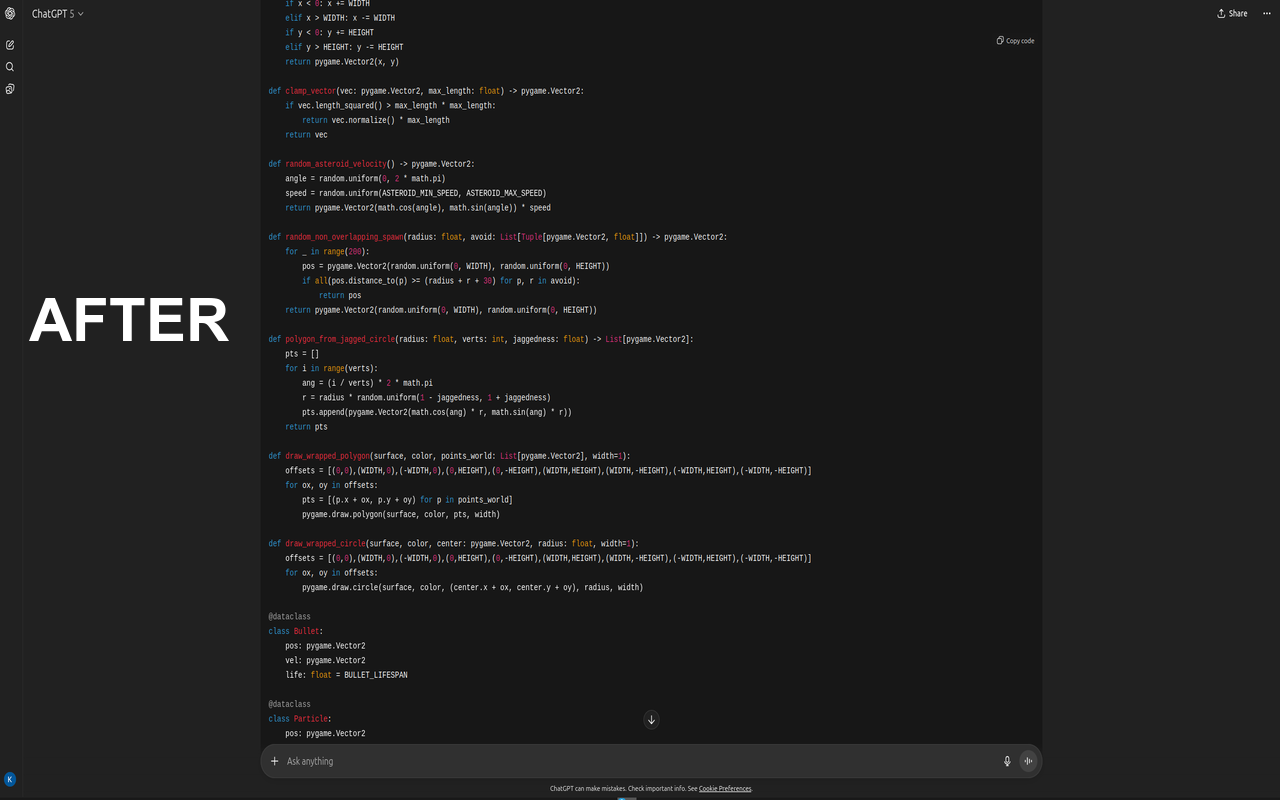 ChatGPT 5
Share
if x < 0: x += WIDTH
elif x > WIDTH: x -= WIDTH
if y < 0: y += HEIGHT
elif y > HEIGHT: y -= HEIGHT
return pygame.Vector2(x, y)
Copy code
def clamp_vector(vec: pygame.Vector2, max_length: float) -> pygame.Vector2:
if vec.length_squared() > max_length * max_length:
return vec.normalize() * max_length
return vec
def random_asteroid_velocity() -> pygame.Vector2:
angle = random.uniform(0, 2 * math.pi)
speed = random.uniform(ASTEROID_MIN_SPEED, ASTEROID_MAX_SPEED)
return pygame.Vector2(math.cos(angle), math.sin(angle)) * speed
def random_non_overlapping_spawn(radius: float, avoid: List[Tuple[pygame.Vector2, float]]) -> pygame.Vector2:
for _ in range(200):
pos = pygame.Vector2(random.uniform(0, WIDTH), random.uniform(0, HEIGHT))
if all(pos.distance_to(p) >= (radius + r + 30) for p, r in avoid):
return pos
return pygame.Vector2(random.uniform(0, WIDTH), random.uniform(0, HEIGHT))
AFTER
def polygon_from_jagged_circle(radius: float, verts: int, jaggedness: float) -> List[pygame.Vector2]:
pts = []
for i in range(verts):
ang = (i / verts) * 2 * math.pi
r = radius * random.uniform(1 - jaggedness, 1 + jaggedness)
pts.append(pygame.Vector2(math.cos(ang) * r, math.sin(ang) * r))
return pts
def draw_wrapped_polygon(surface, color, points_world: List[pygame.Vector2], width=1):
offsets = [(0,0),(WIDTH,0),(-WIDTH,0),(0,HEIGHT),(0,-HEIGHT),(WIDTH,HEIGHT),(WIDTH,-HEIGHT),(-WIDTH,HEIGHT),(-WIDTH,-HEIGHT)]
for ox, oy in offsets:
pts = [(p.x + ox, p.y + oy) for p in points_world]
pygame.draw.polygon(surface, color, pts, width)
def draw_wrapped_circle(surface, color, center: pygame.Vector2, radius: float, width=1):
offsets = [(0,0),(WIDTH,0),(-WIDTH,0),(0,HEIGHT),(0,-HEIGHT),(WIDTH,HEIGHT),(WIDTH,-HEIGHT),(-WIDTH,HEIGHT),(-WIDTH,-HEIGHT)]
for ox, oy in offsets:
pygame.draw.circle(surface, color, (center.x + ox, center.y + oy), radius, width)
@dataclass
class Bullet:
pos: pygame.Vector2
vel: pygame.Vector2
life: float = BULLET_LIFESPAN
@dataclass
class Particle:
pos: pygame.Vector2
Ask anything
K
ChatGPT can make mistakes. Check important info. See Cookie Preferences.